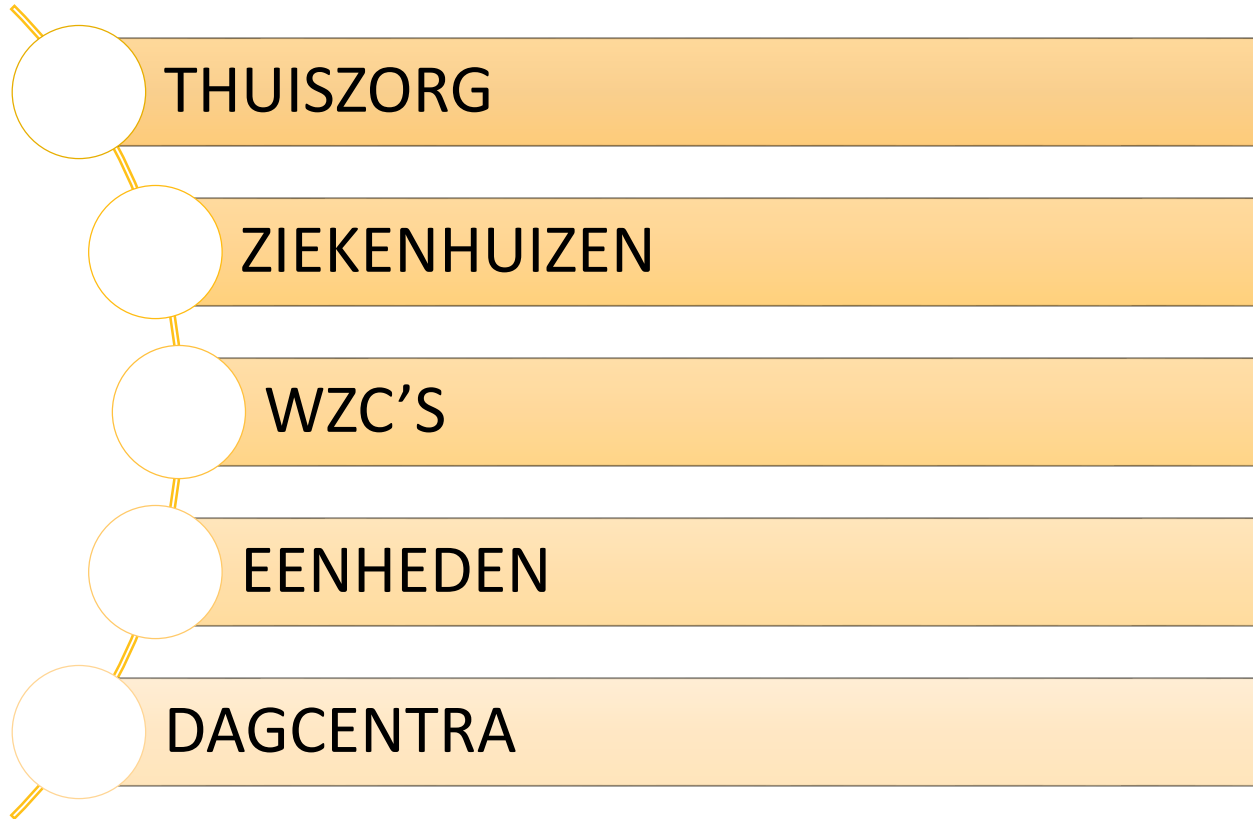 THUISZORG
ZIEKENHUIZEN
WZC’S
EENHEDEN
DAGCENTRA